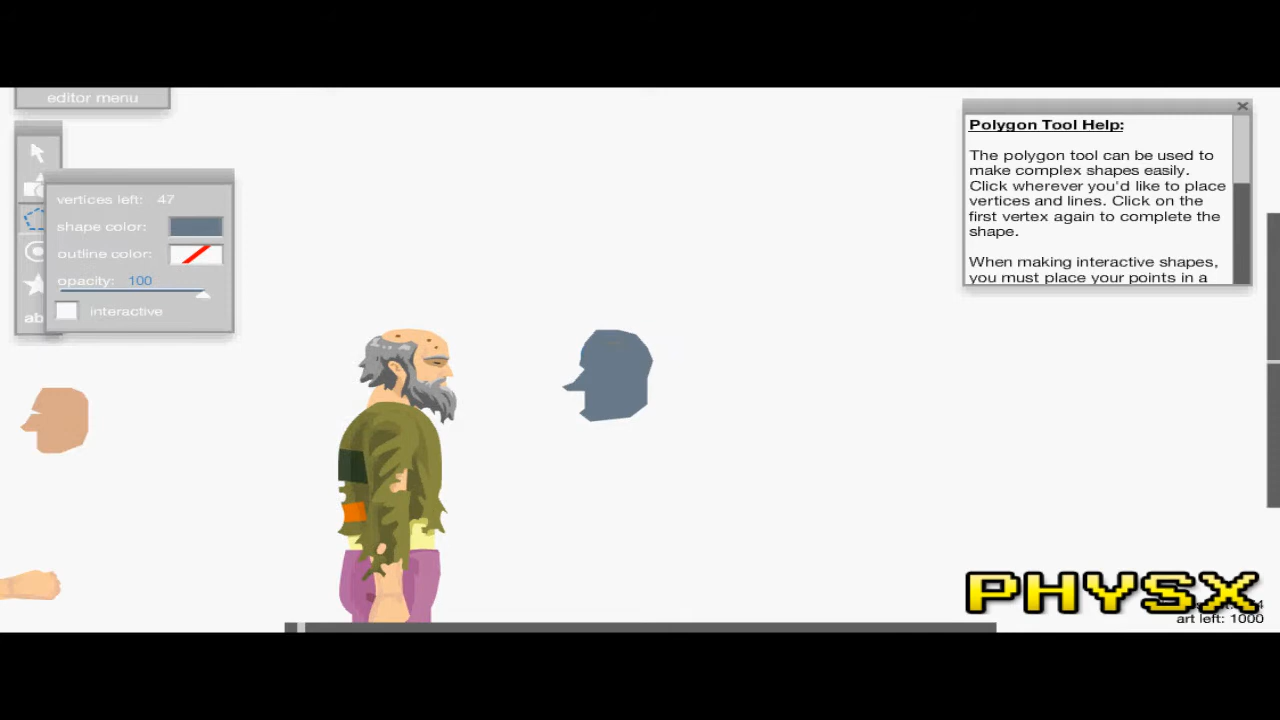 editor menu
vertices left: 47
shape color:
outline color:
opacity: 100
interactive
ab
Polygon Tool Help:
The polygon tool can be used to
make complex shapes easily.
Click wherever you'd like to place
vertices and lines. Click on the
first vertex again to complete the
shape.
When making interactive shapes,
you must place your points in a
PHYSX
art left: 1000